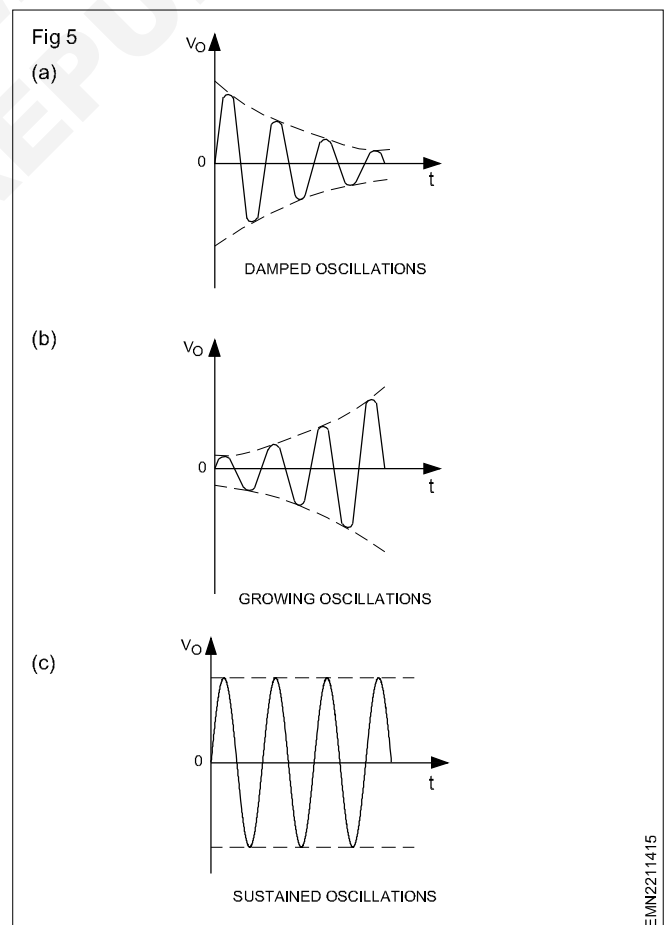 Fig 5
(a)
VO
0
t
DAMPED OSCILLATIONS
(b)
VO
0
t
GROWING OSCILLATIONS
(c)
VO
0
t
SUSTAINED OSCILLATIONS
EMN2211415